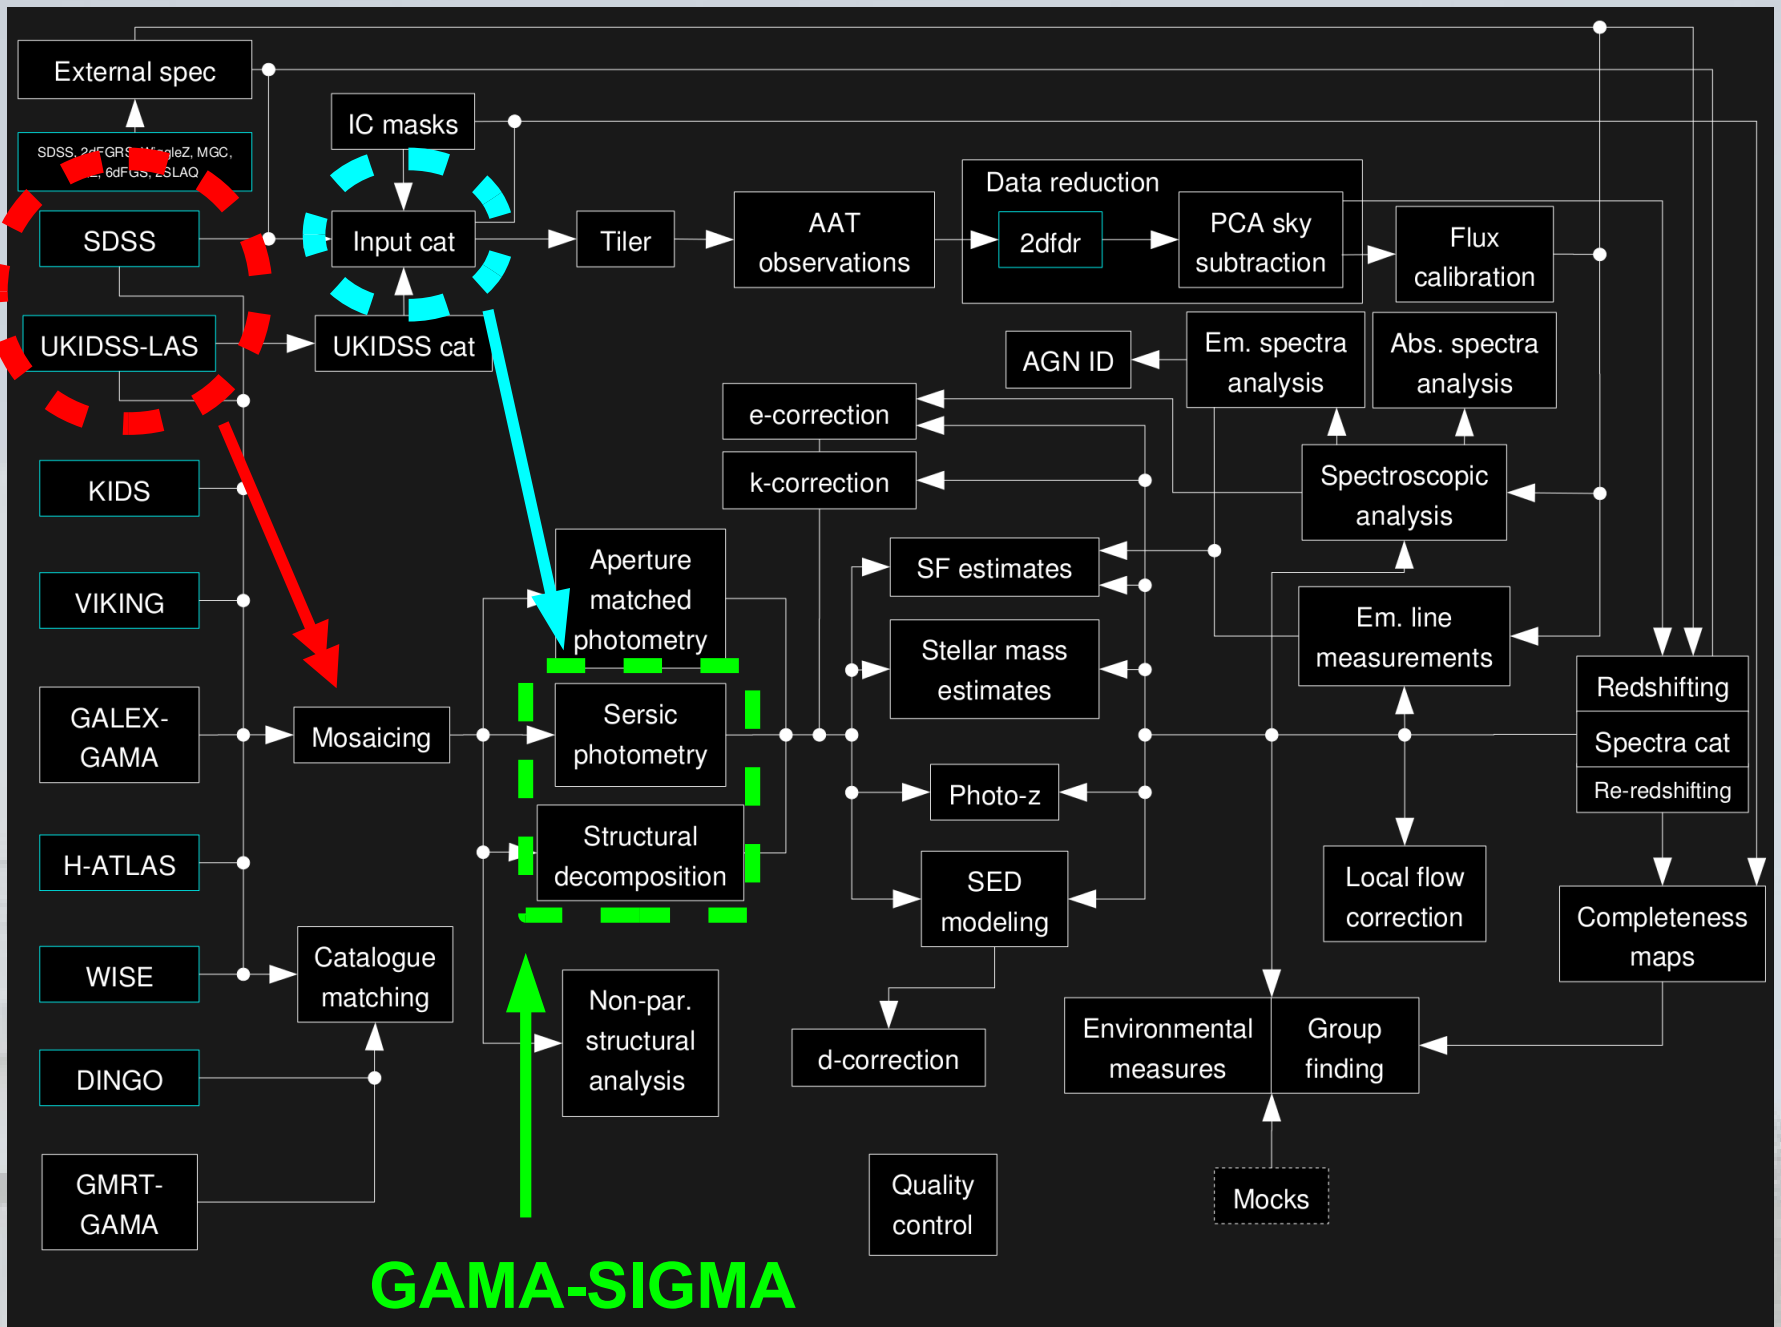 External spec
SDSS, 2dFGRS, WiggleZ, MGC,
6dFGS, 2SLAQ
IC masks
SDSS
Input cat
Tiler
AAT
observations
Data reduction
2dfdr
PCA sky
subtraction
Flux
calibration
UKIDSS-LAS
UKIDSS cat
AGN ID
Em. spectra
analysis
Abs. spectra
analysis
e-correction
k-correction
Spectroscopic
analysis
KIDS
Aperture
matched
photometry
SF estimates
VIKING
Em. line
measurements
Stellar mass
estimates
GALEX-
GAMA
Mosaicing
Sersic
photometry
Redshifting
Spectra cat
Re-redshifting
Photo-z
H-ATLAS
Structural
decomposition
SED
modeling
Local flow
correction
Completeness
maps
WISE
Catalogue
matching
Non-par.
structural
analysis
d-correction
Environmental
measures
Group
finding
DINGO
GMRT-
GAMA
Quality
control
Mocks
GAMA-SIGMA